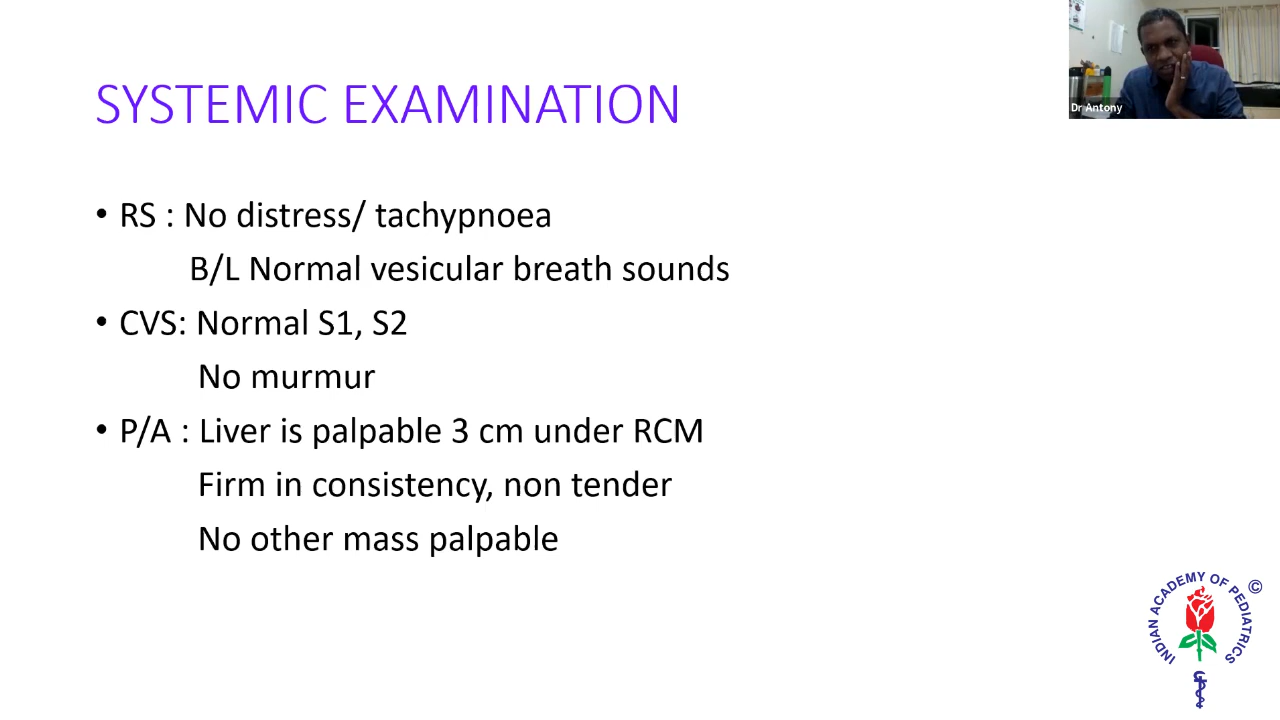 SYSTEMIC EXAMINATION
Dr Antony
• RS : No distress/ tachypnoea
B/L Normal vesicular breath sounds
• CVS: Normal S1, S2
No murmur
• P/A : Liver is palpable 3 cm under RCM
Firm in consistency, non tender
No other mass palpable
INDIAN ACADEMY OF PEDIATRICS ©